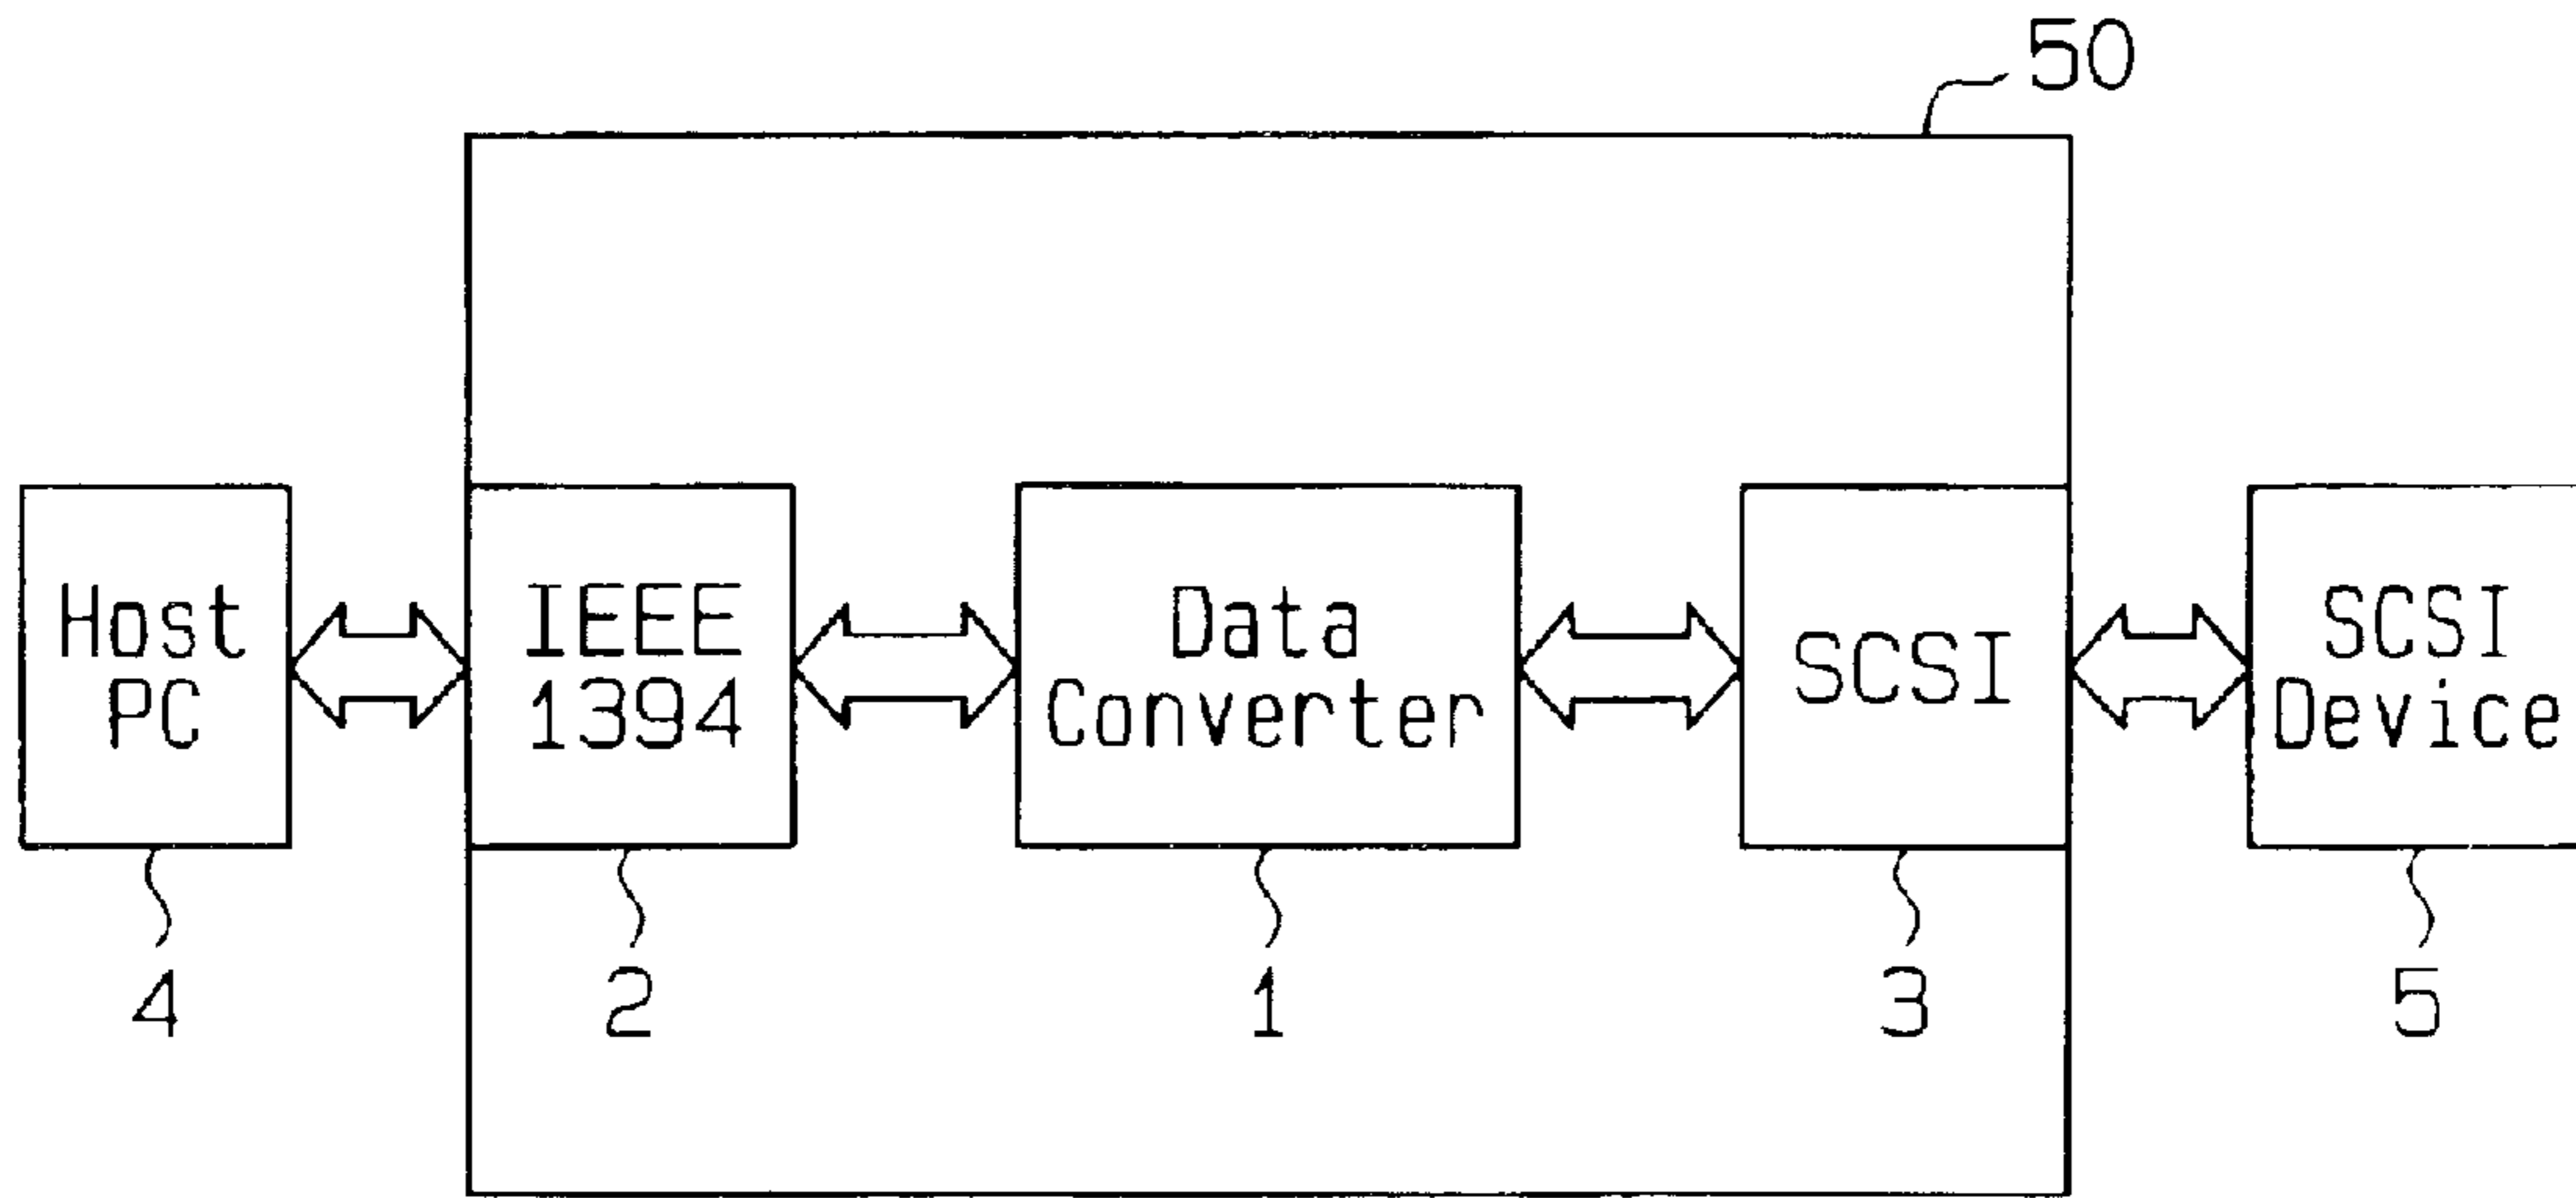 50
Host
PC
IEEE
1394
Data
Converter
SCSI
SCSI
Device
4
2
1
3
5